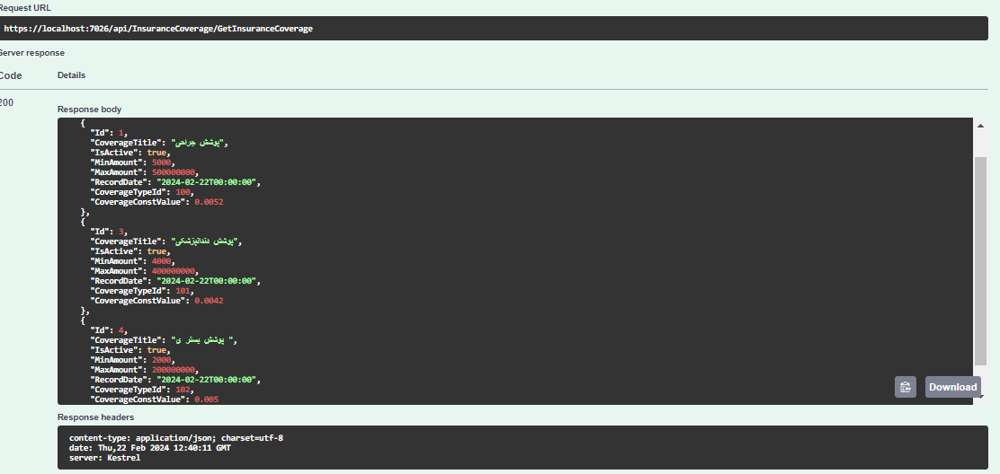 Request URL
https://localhost:7026/api/InsuranceCoverage/GetInsuranceCoverage
Server response
Code Details
200
Response body
{
"Id": 1,
"CoverageTitle": "پوشش جراحی",
"IsActive": true,
"MinAmount": 5000,
"MaxAmount": 500000000,
"RecordDate": "2024-02-22T00:00:00",
"CoverageTypeId": 100,
"CoverageConstValue": 0.0052
},
{
"Id": 3,
"CoverageTitle": "پوشش دندانپزشکی",
"IsActive": true,
"MinAmount": 4000,
"MaxAmount": 400000000,
"RecordDate": "2024-02-22T00:00:00",
"CoverageTypeId": 101,
"CoverageConstValue": 0.0042
},
{
"Id": 4,
"CoverageTitle": "پوشش بستر ی ",
"IsActive": true,
"MinAmount": 2000,
"MaxAmount": 200000000,
"RecordDate": "2024-02-22T00:00:00",
"CoverageTypeId": 102,
"CoverageConstValue": 0.005
Download
Response headers
content-type: application/json; charset=utf-8
date: Thu,22 Feb 2024 12:40:11 GMT
server: Kestrel